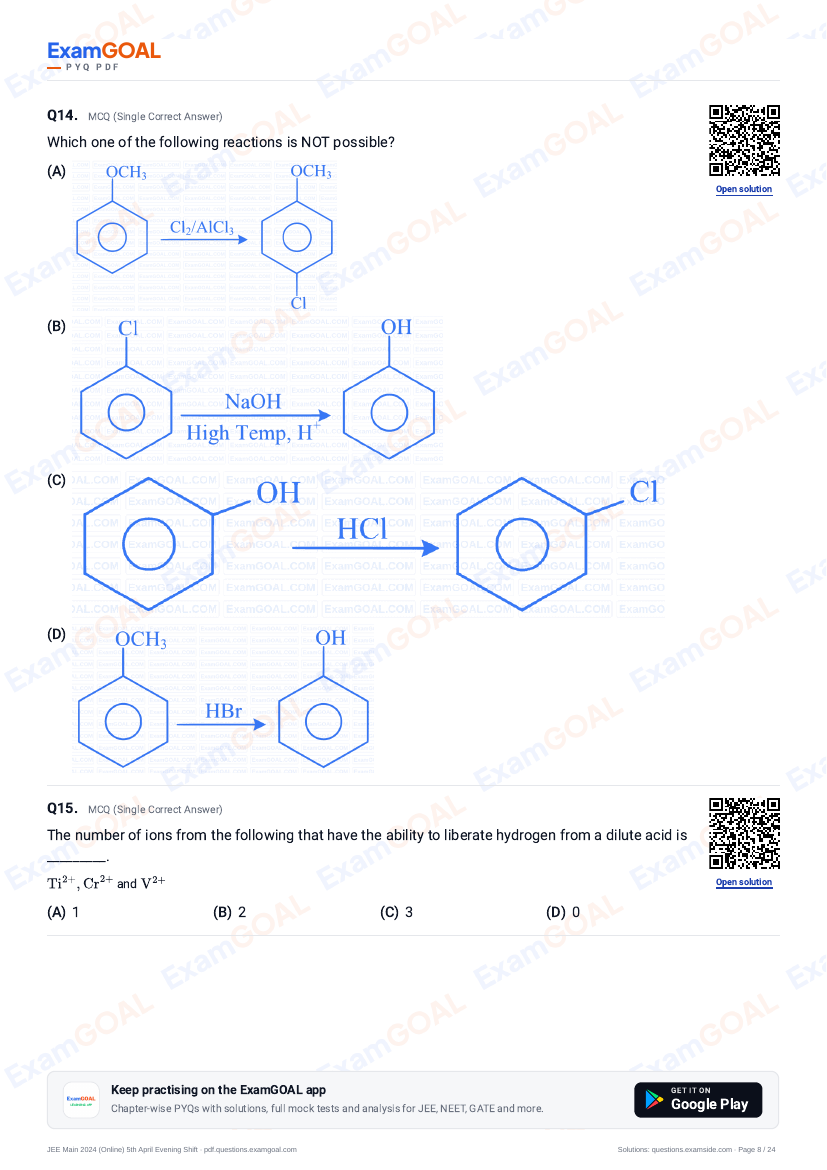 ExamGOAL
PYQ PDF
Q14. MCQ (Single Correct Answer)
Which one of the following reactions is NOT possible?
Open solution
(A)
OCH₃ OCH₃
Cl₂/AlCl₃
Cl
(B)
Cl OH
NaOH
High Temp, H⁺
(C)
OH Cl
HCl
(D)
OCH₃ OH
HBr
Q15. MCQ (Single Correct Answer)
The number of ions from the following that have the ability to liberate hydrogen from a dilute acid is
________.
Ti²⁺, Cr²⁺ and V²⁺
Open solution
(A) 1 (B) 2 (C) 3 (D) 0
ExamGOAL
Keep practising on the ExamGOAL app
Chapter-wise PYQs with solutions, full mock tests and analysis for JEE, NEET, GATE and more.
GET IT ON
Google Play
JEE Main 2024 (Online) 5th April Evening Shift · pdf.questions.examgoal.com
Solutions: questions.examside.com · Page 8 / 24